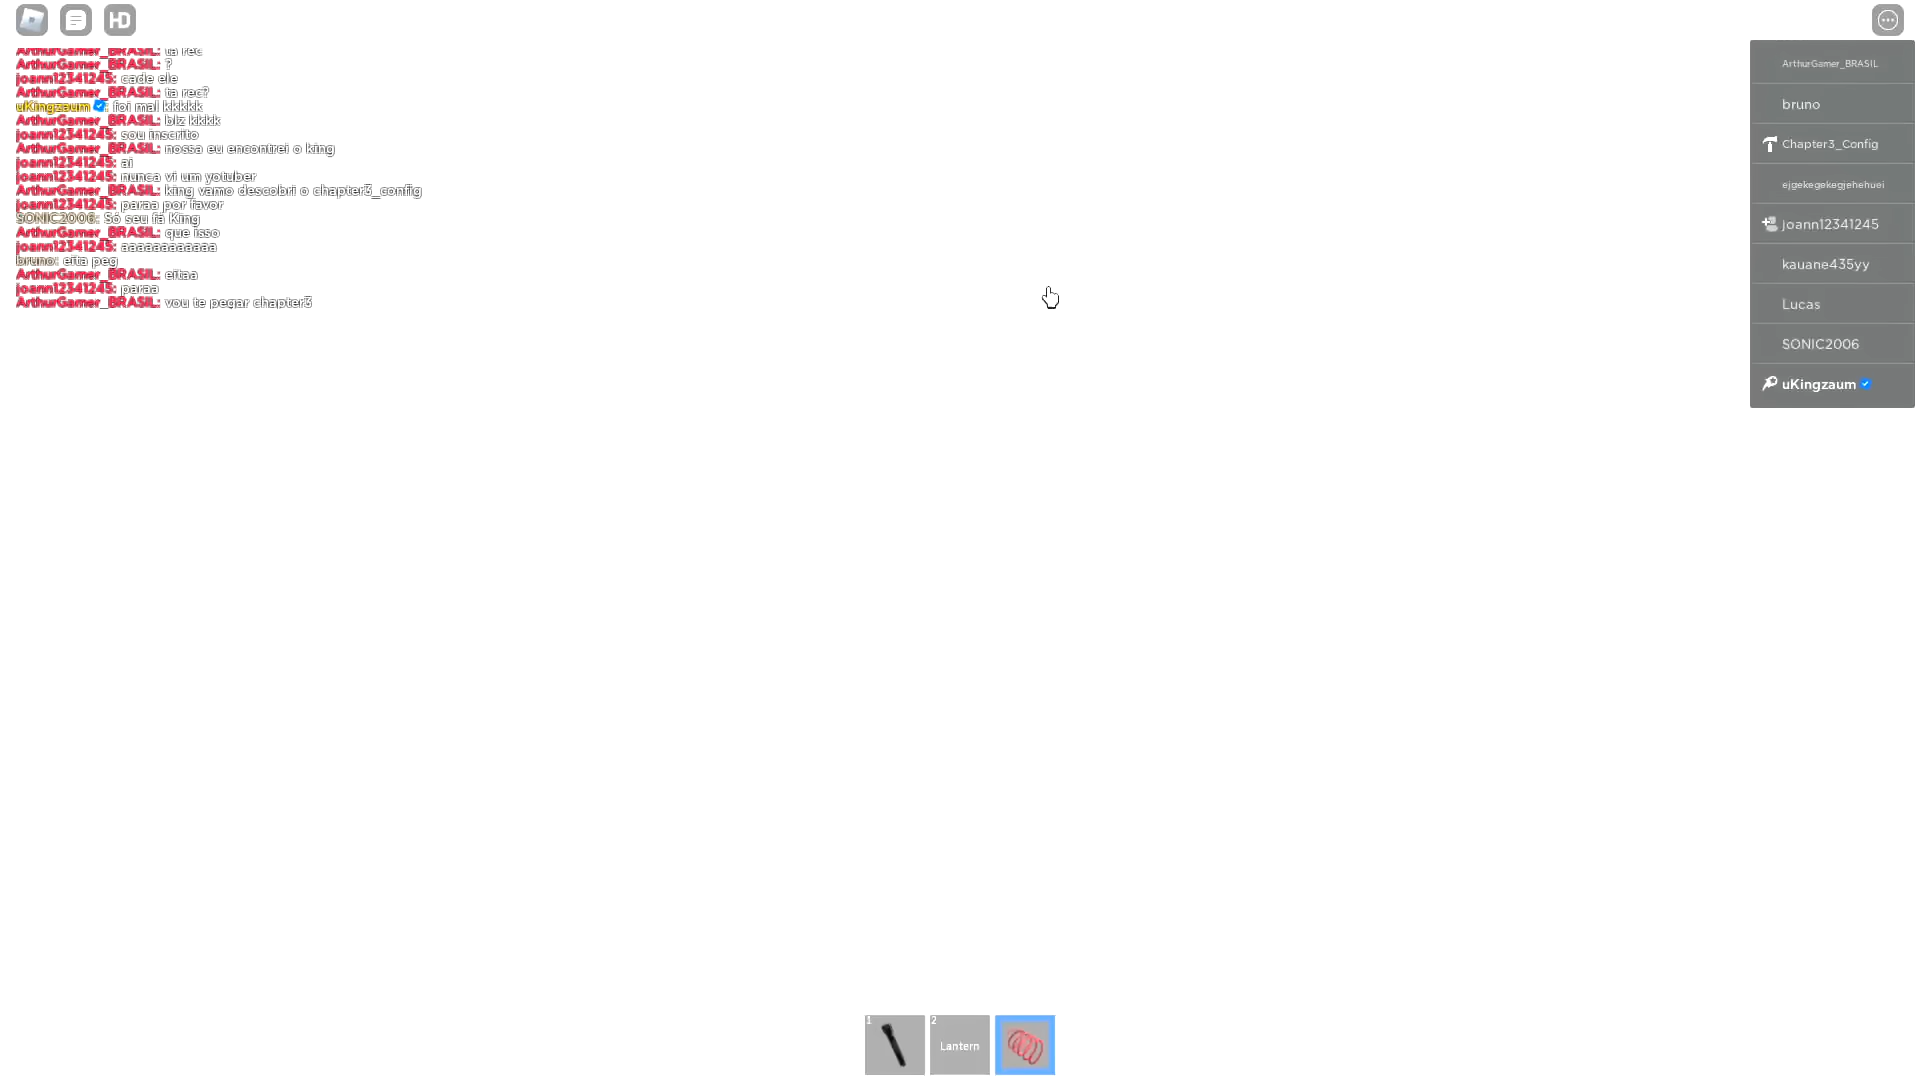 HD
ArthurGamer_BRASIL: ta rec
ArthurGamer_BRASIL: ?
joann12341245: cade ele
ArthurGamer_BRASIL: ta rec?
uKingzaum: foi mal kkkkk
ArthurGamer_BRASIL: blz kkkk
joann12341245: sou inscrito
ArthurGamer_BRASIL: nossa eu encontrei o king
joann12341245: ai
joann12341245: nunca vi um yotuber
ArthurGamer_BRASIL: king vamo descobri o chapter3_config
joann12341245: paraa por favor
SONIC2006: Só seu fã King
ArthurGamer_BRASIL: que isso
joann12341245: aaaaaaaaaaaa
bruno: eita peg
ArthurGamer_BRASIL: eitaa
joann12341245: paraa
ArthurGamer_BRASIL: vou te pegar chapter3
ArthurGamer_BRASIL
bruno
Chapter3_Config
ejgekegekegjehehuei
joann12341245
kauane435yy
Lucas
SONIC2006
uKingzaum
1
2
Lantern